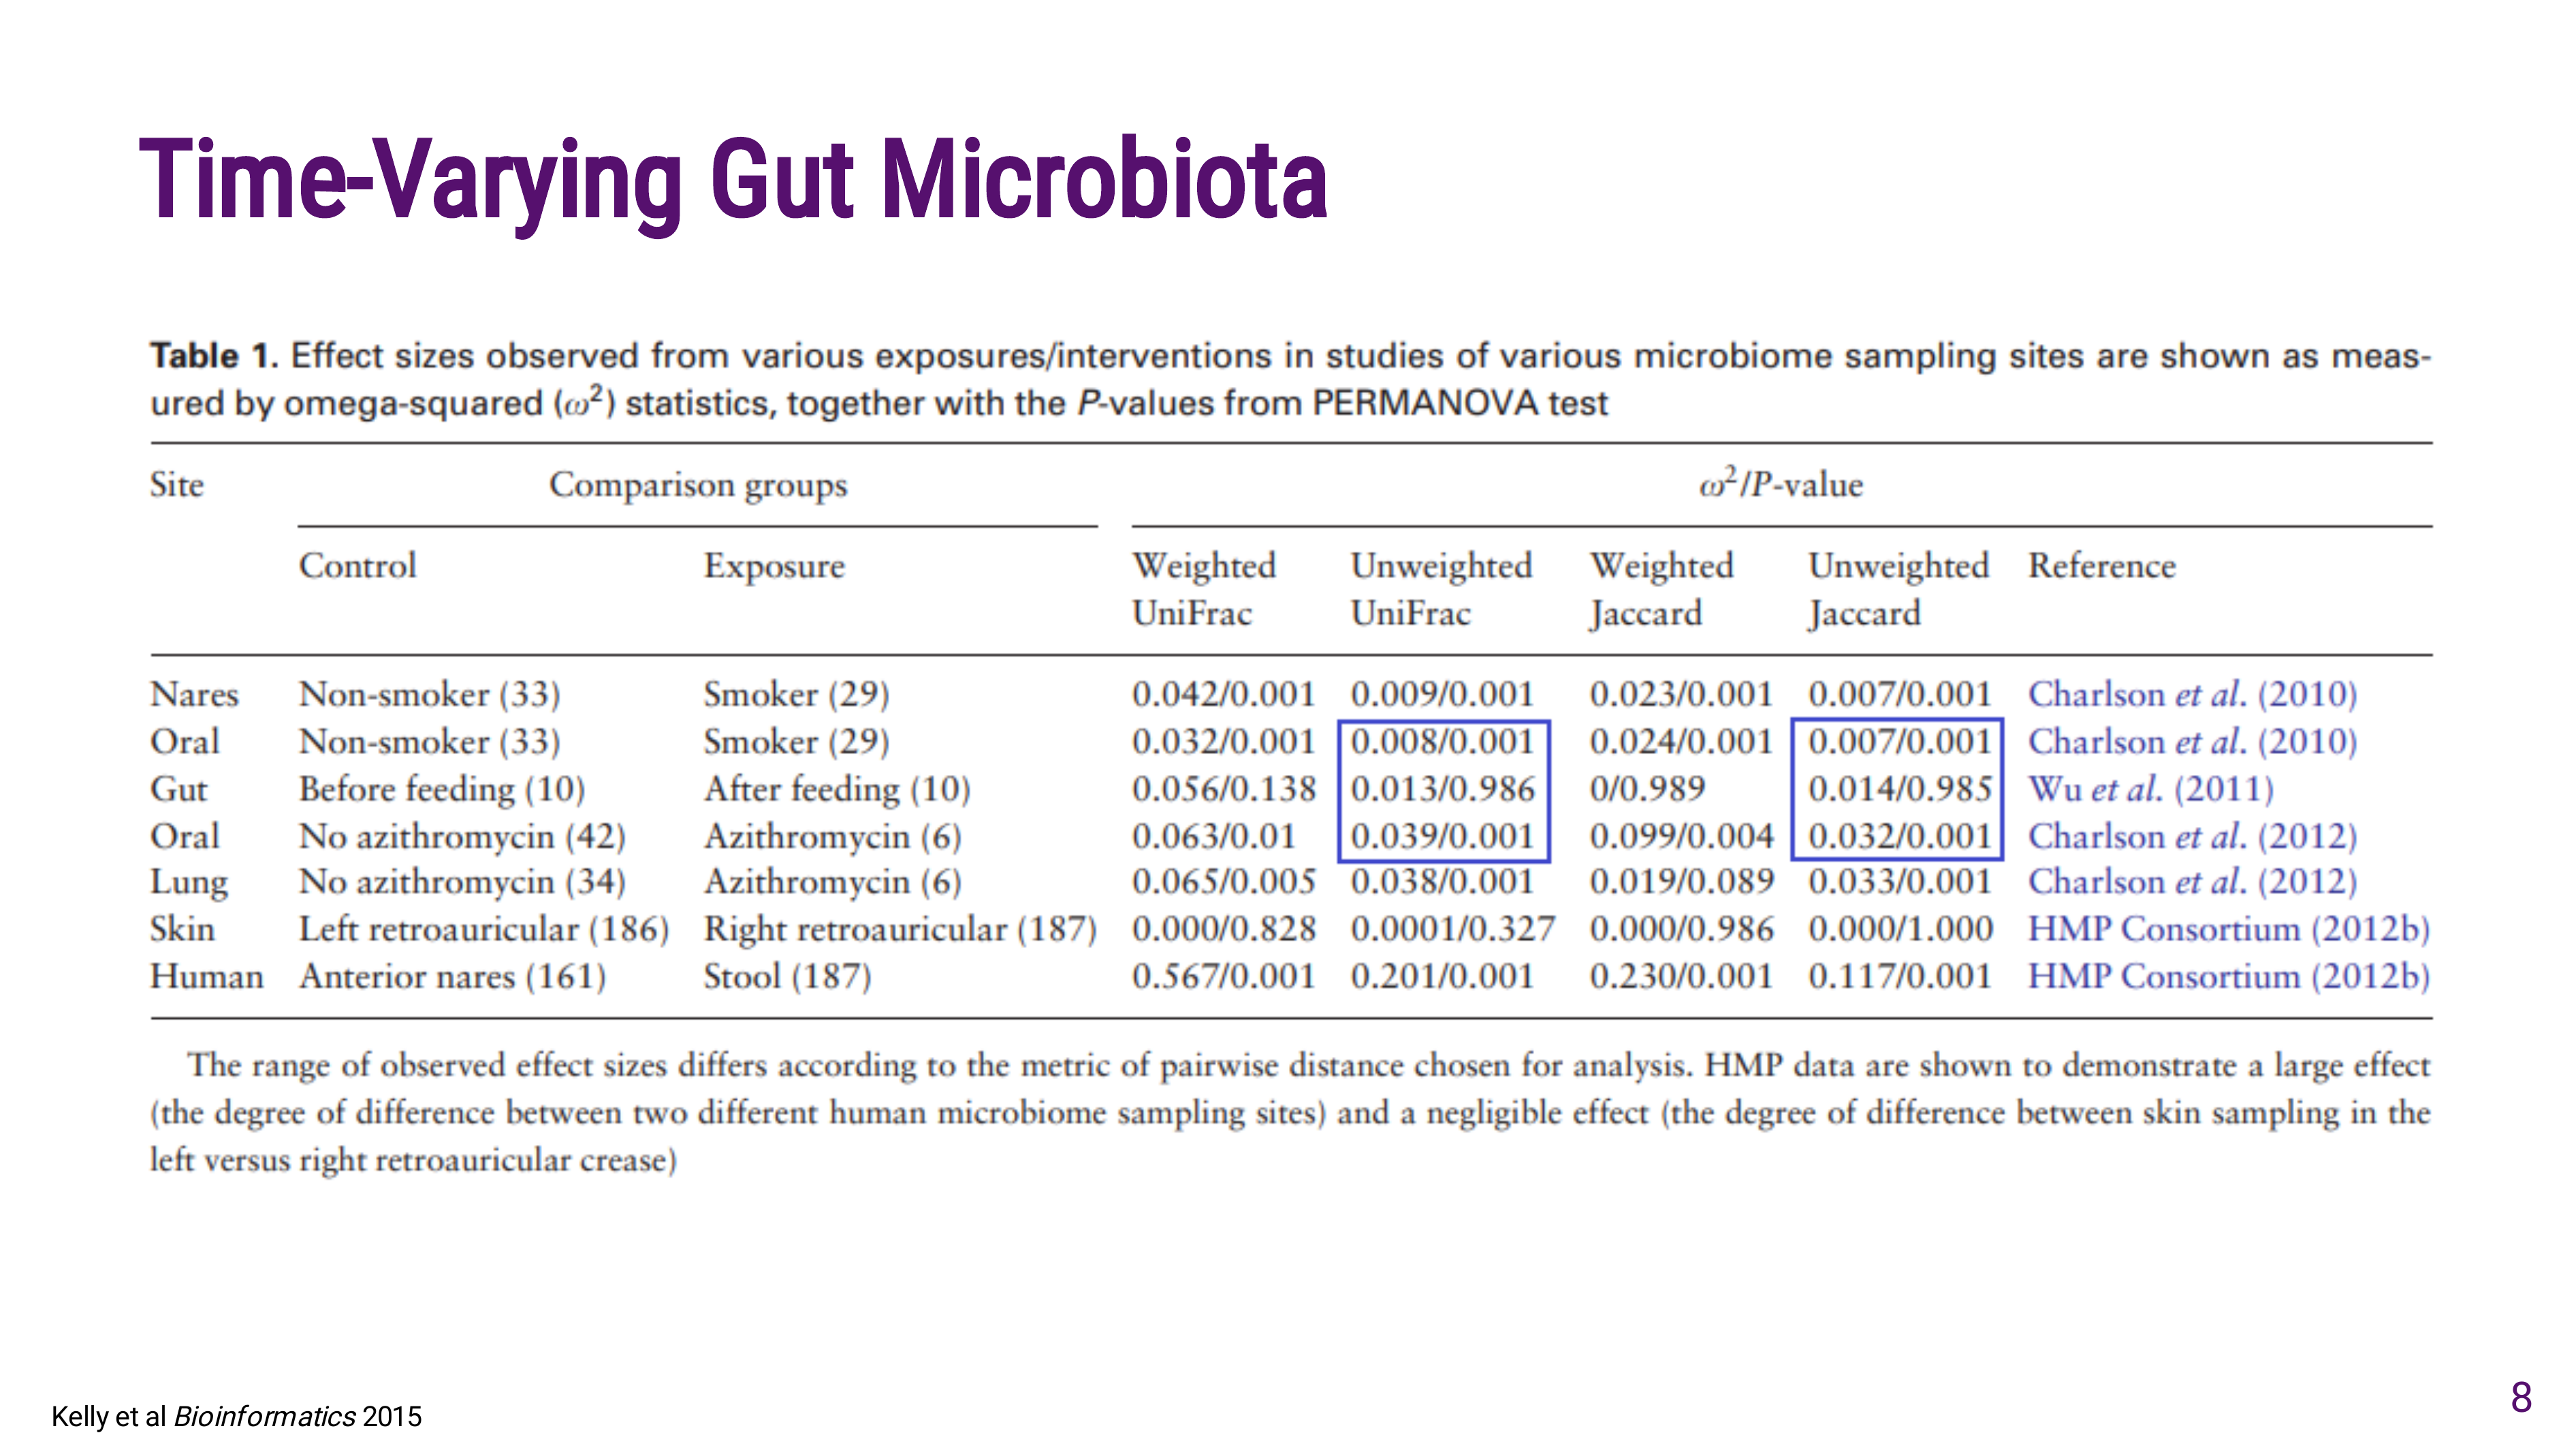 Time-Varying Gut Microbiota
Table 1. Effect sizes observed from various exposures/interventions in studies of various microbiome sampling sites are shown as meas-
ured by omega-squared (ω²) statistics, together with the P-values from PERMANOVA test
Site Comparison groups ω²/P-value
Control Exposure Weighted Unweighted Weighted Unweighted Reference
UniFrac UniFrac Jaccard Jaccard
Nares Non-smoker (33) Smoker (29) 0.042/0.001 0.009/0.001 0.023/0.001 0.007/0.001 Charlson et al. (2010)
Oral Non-smoker (33) Smoker (29) 0.032/0.001 0.008/0.001 0.024/0.001 0.007/0.001 Charlson et al. (2010)
Gut Before feeding (10) After feeding (10) 0.056/0.138 0.013/0.986 0/0.989 0.014/0.985 Wu et al. (2011)
Oral No azithromycin (42) Azithromycin (6) 0.063/0.01 0.039/0.001 0.099/0.004 0.032/0.001 Charlson et al. (2012)
Lung No azithromycin (34) Azithromycin (6) 0.065/0.005 0.038/0.001 0.019/0.089 0.033/0.001 Charlson et al. (2012)
Skin Left retroauricular (186) Right retroauricular (187) 0.000/0.828 0.0001/0.327 0.000/0.986 0.000/1.000 HMP Consortium (2012b)
Human Anterior nares (161) Stool (187) 0.567/0.001 0.201/0.001 0.230/0.001 0.117/0.001 HMP Consortium (2012b)
The range of observed effect sizes differs according to the metric of pairwise distance chosen for analysis. HMP data are shown to demonstrate a large effect
(the degree of difference between two different human microbiome sampling sites) and a negligible effect (the degree of difference between skin sampling in the
left versus right retroauricular crease)
Kelly et al Bioinformatics 2015
8